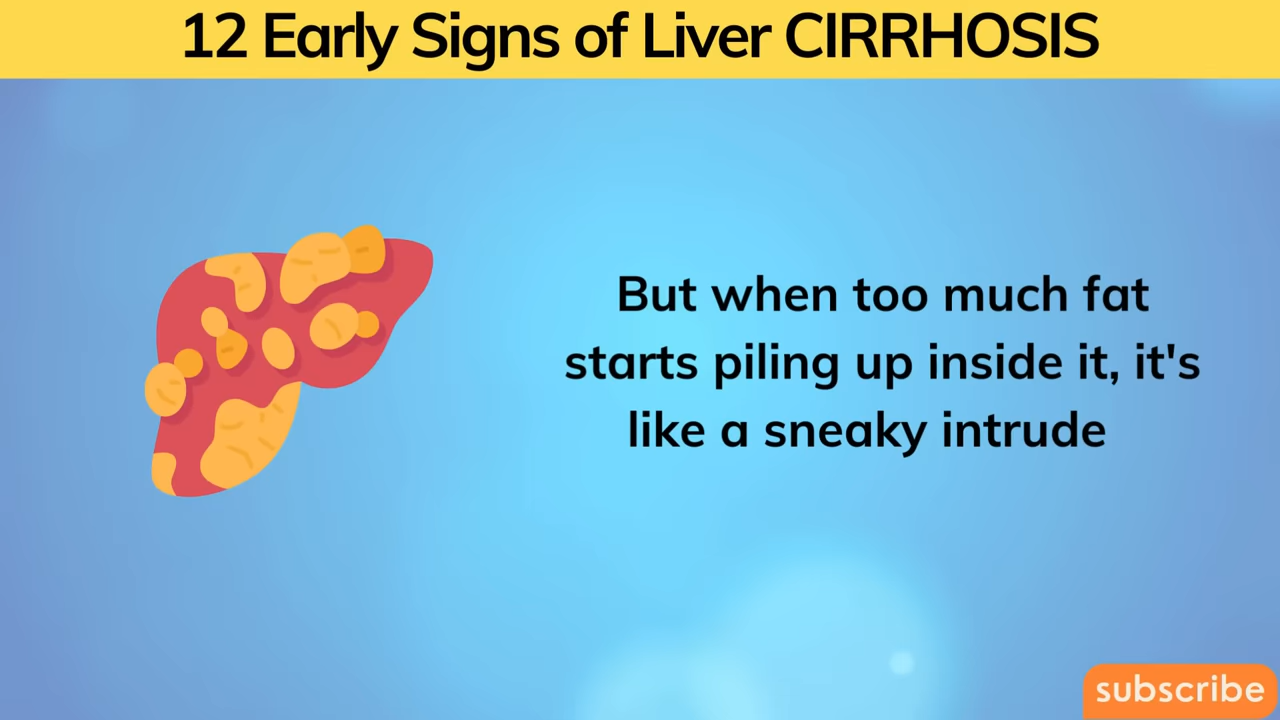 12 Early Signs of Liver CIRRHOSIS
But when too much fat
starts piling up inside it, it's
like a sneaky intrude
subscribe